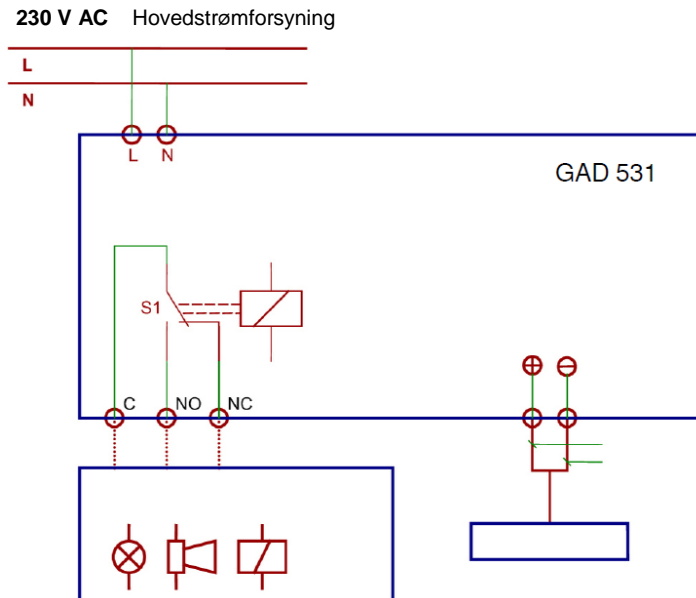 230 V AC Hovedstrømforsyning
L
N
L N
GAD 531
S1
+ −
C NO NC